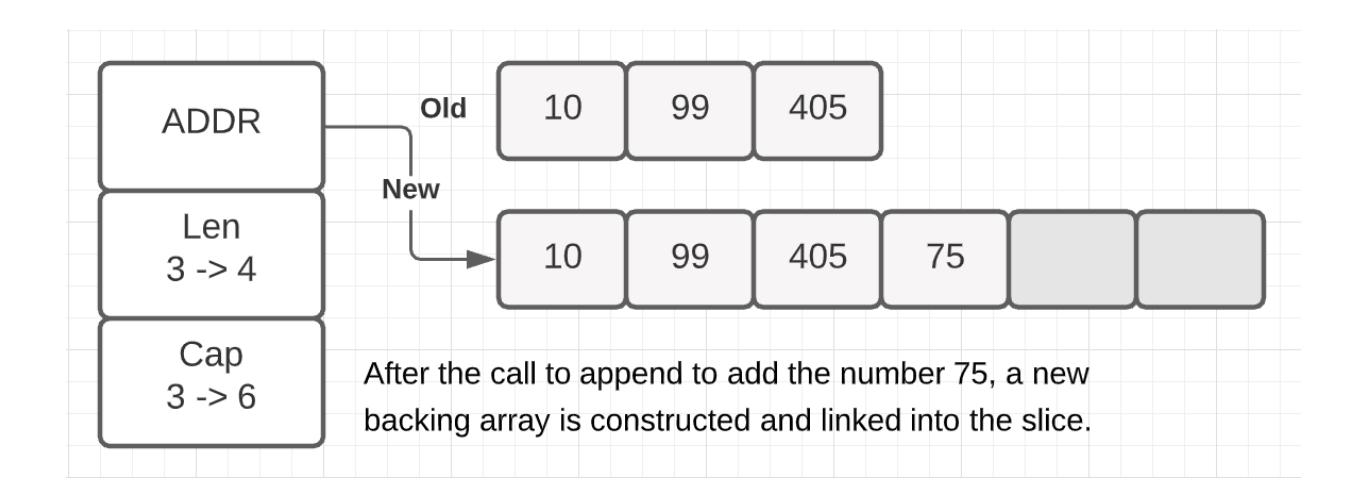 ADDR
Len
3 -> 4
Cap
3 -> 6
Old
10 99 405
New
10 99 405 75
After the call to append to add the number 75, a new
backing array is constructed and linked into the slice.